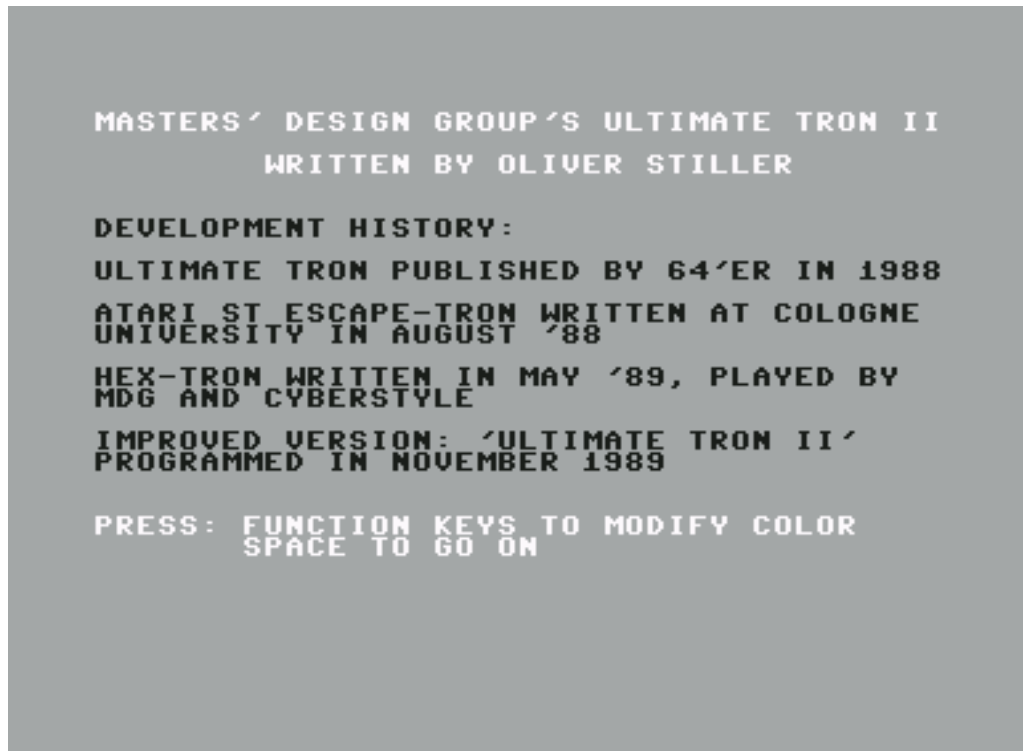 MASTERS' DESIGN GROUP'S ULTIMATE TRON II
WRITTEN BY OLIVER STILLER
DEVELOPMENT HISTORY:
ULTIMATE TRON PUBLISHED BY 64'ER IN 1988
ATARI ST ESCAPE-TRON WRITTEN AT COLOGNE
UNIVERSITY IN AUGUST '88
HEX-TRON WRITTEN IN MAY '89, PLAYED BY
MDG AND CYBERSTYLE
IMPROVED VERSION: 'ULTIMATE TRON II'
PROGRAMMED IN NOVEMBER 1989
PRESS: FUNCTION KEYS TO MODIFY COLOR
SPACE TO GO ON